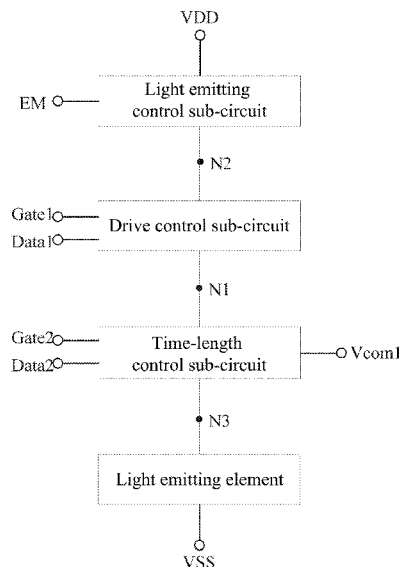 VDD
EM
Light emitting
control sub-circuit
N2
Gate1
Data1
Drive control sub-circuit
N1
Gate2
Data2
Time-length
control sub-circuit
Vcom1
N3
Light emitting element
VSS